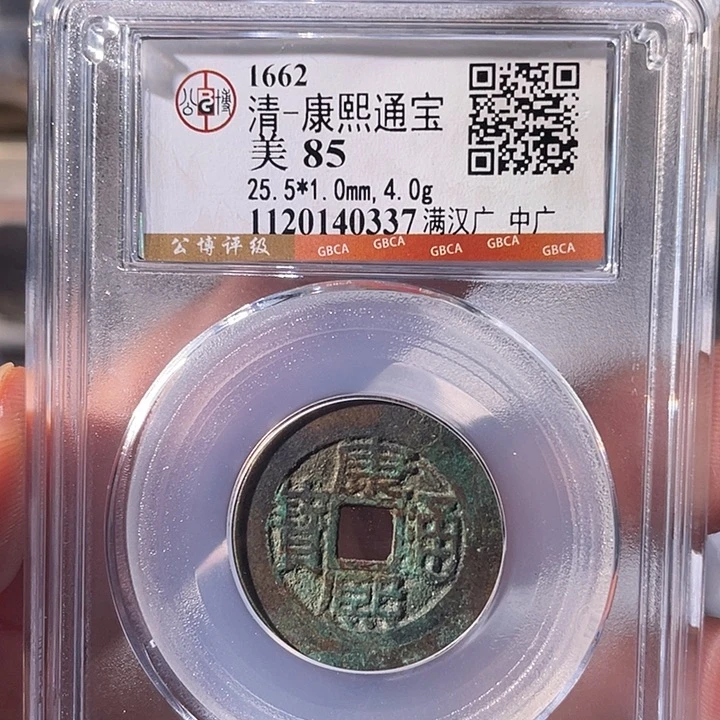 公博
1662
清-康熙通宝
美 85
25.5*1.0mm,4.0g
1120140337 满汉广 中广
公博评级 GBCA GBCA GBCA GBCA GBCA
康熙通寶